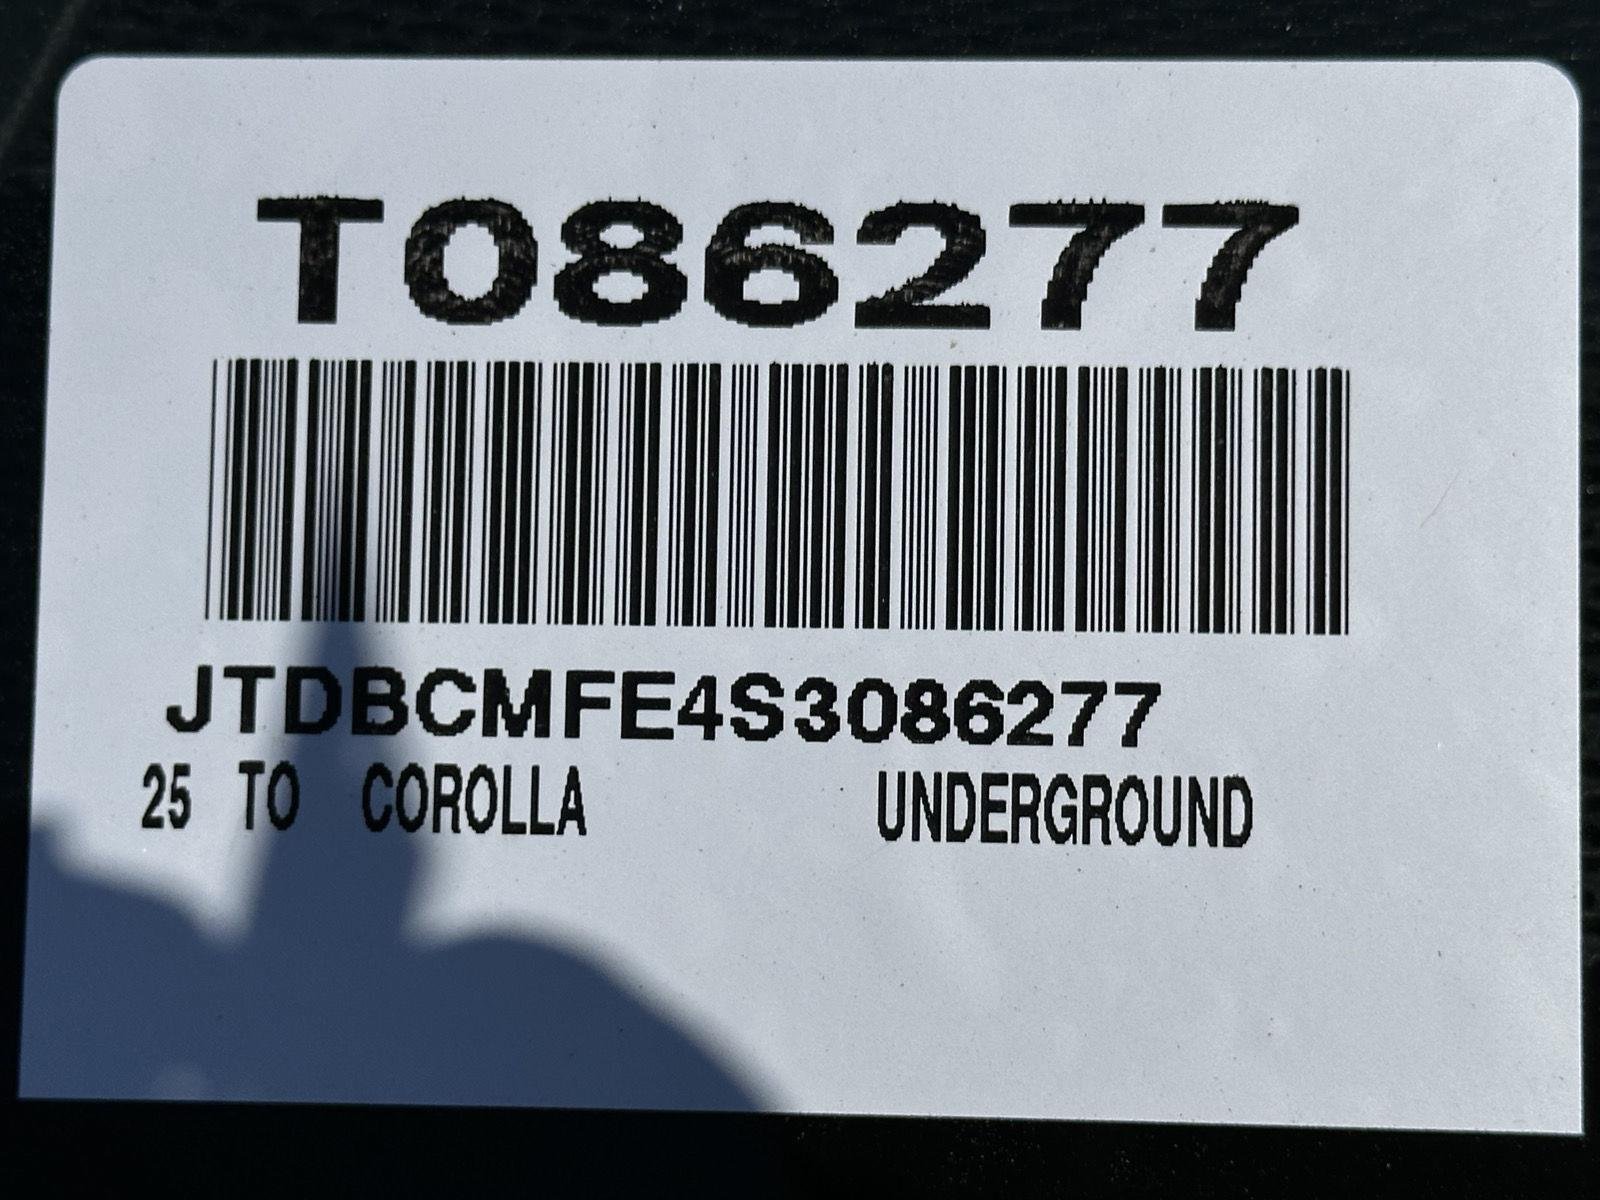 T086277
JTDBCMFE4S3086277
25 TO COROLLA UNDERGROUND